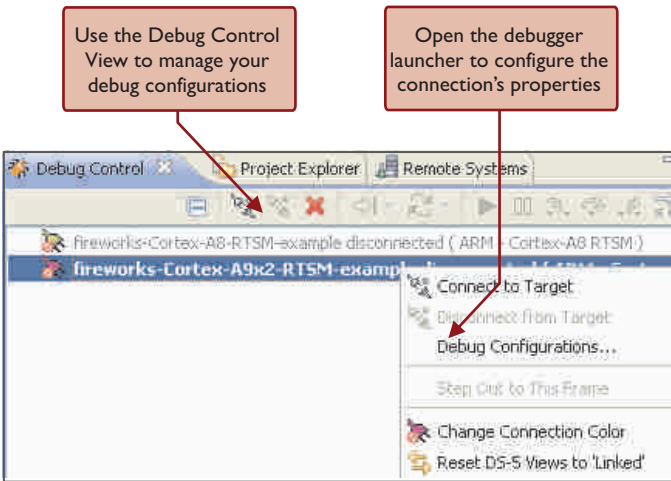 Use the Debug Control
View to manage your
debug configurations
Open the debugger
launcher to configure the
connection's properties
Debug Control
Project Explorer
Remote Systems
fireworks-Cortex-A8-RTSM-example disconnected ( ARM - Cortex-A8 RTSM )
fireworks-Cortex-A9x2-RTSM-exampl
Connect to Target
Disconnect from Target
Debug Configurations...
Step Out to This Frame
Change Connection Color
Reset DS-5 Views to 'Linked'